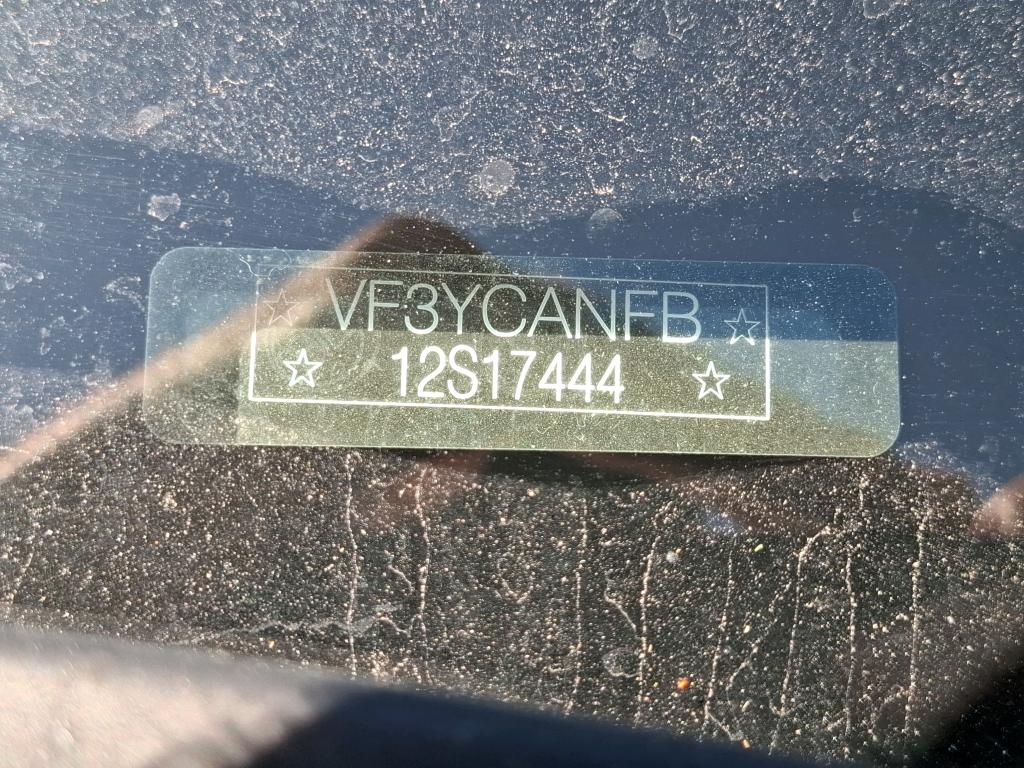 ☆ VF3YCANFB ☆
☆ 12S17444 ☆